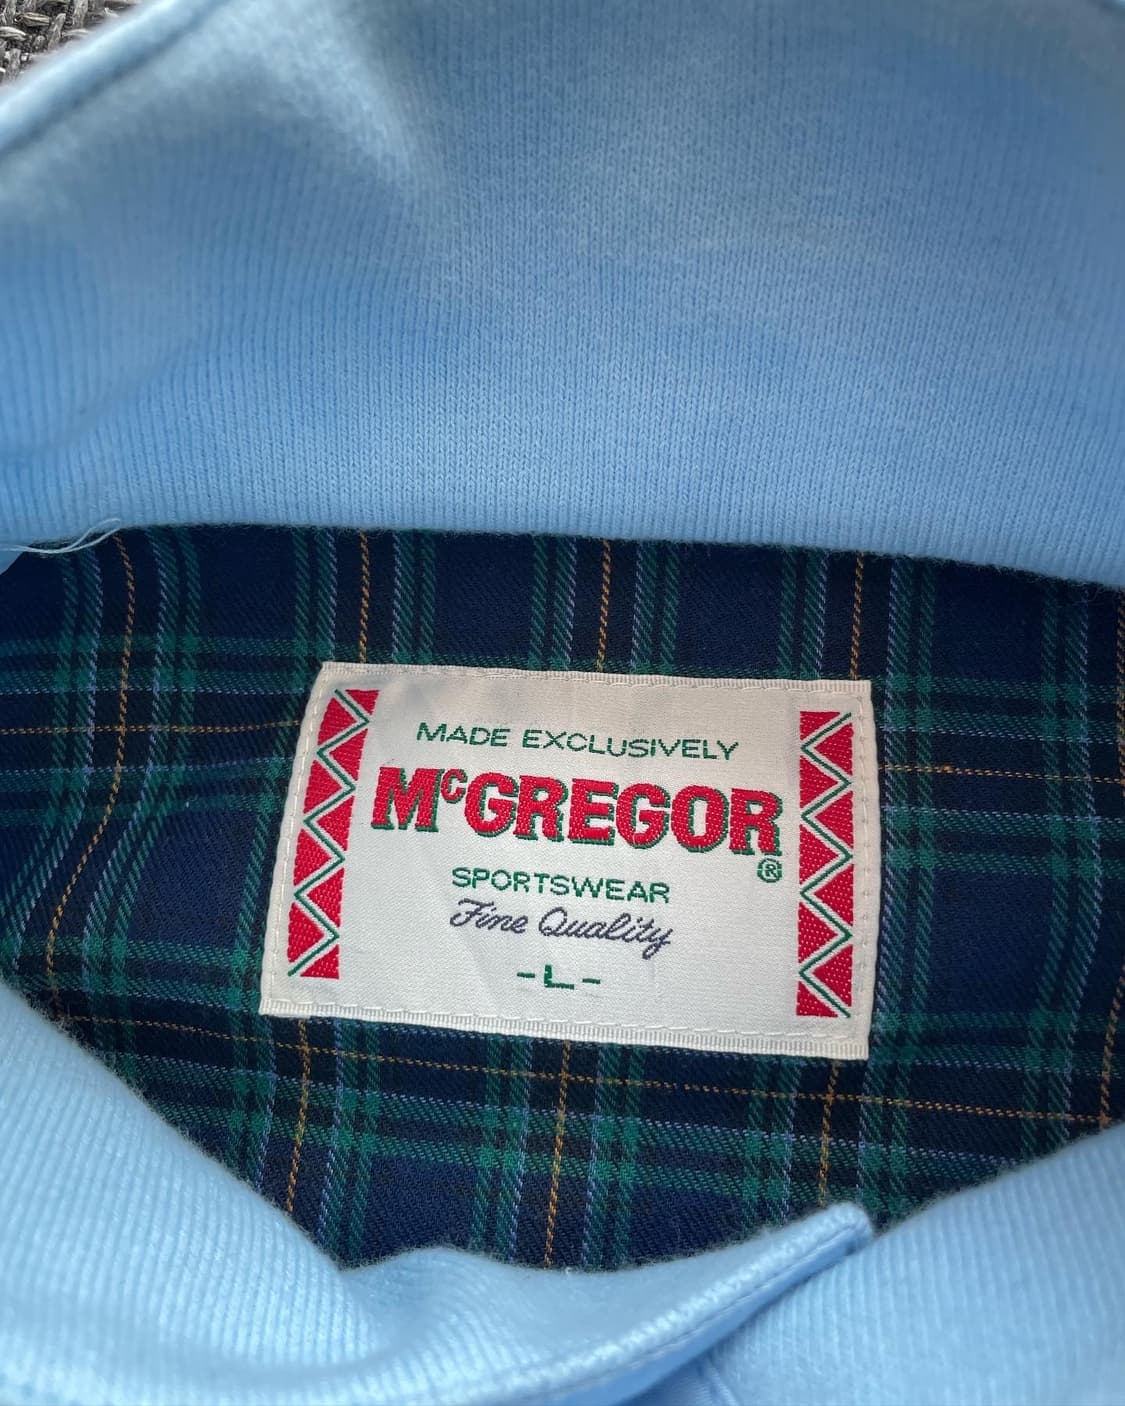 MADE EXCLUSIVELY
McGREGOR
®
SPORTSWEAR
Fine Quality
-L-